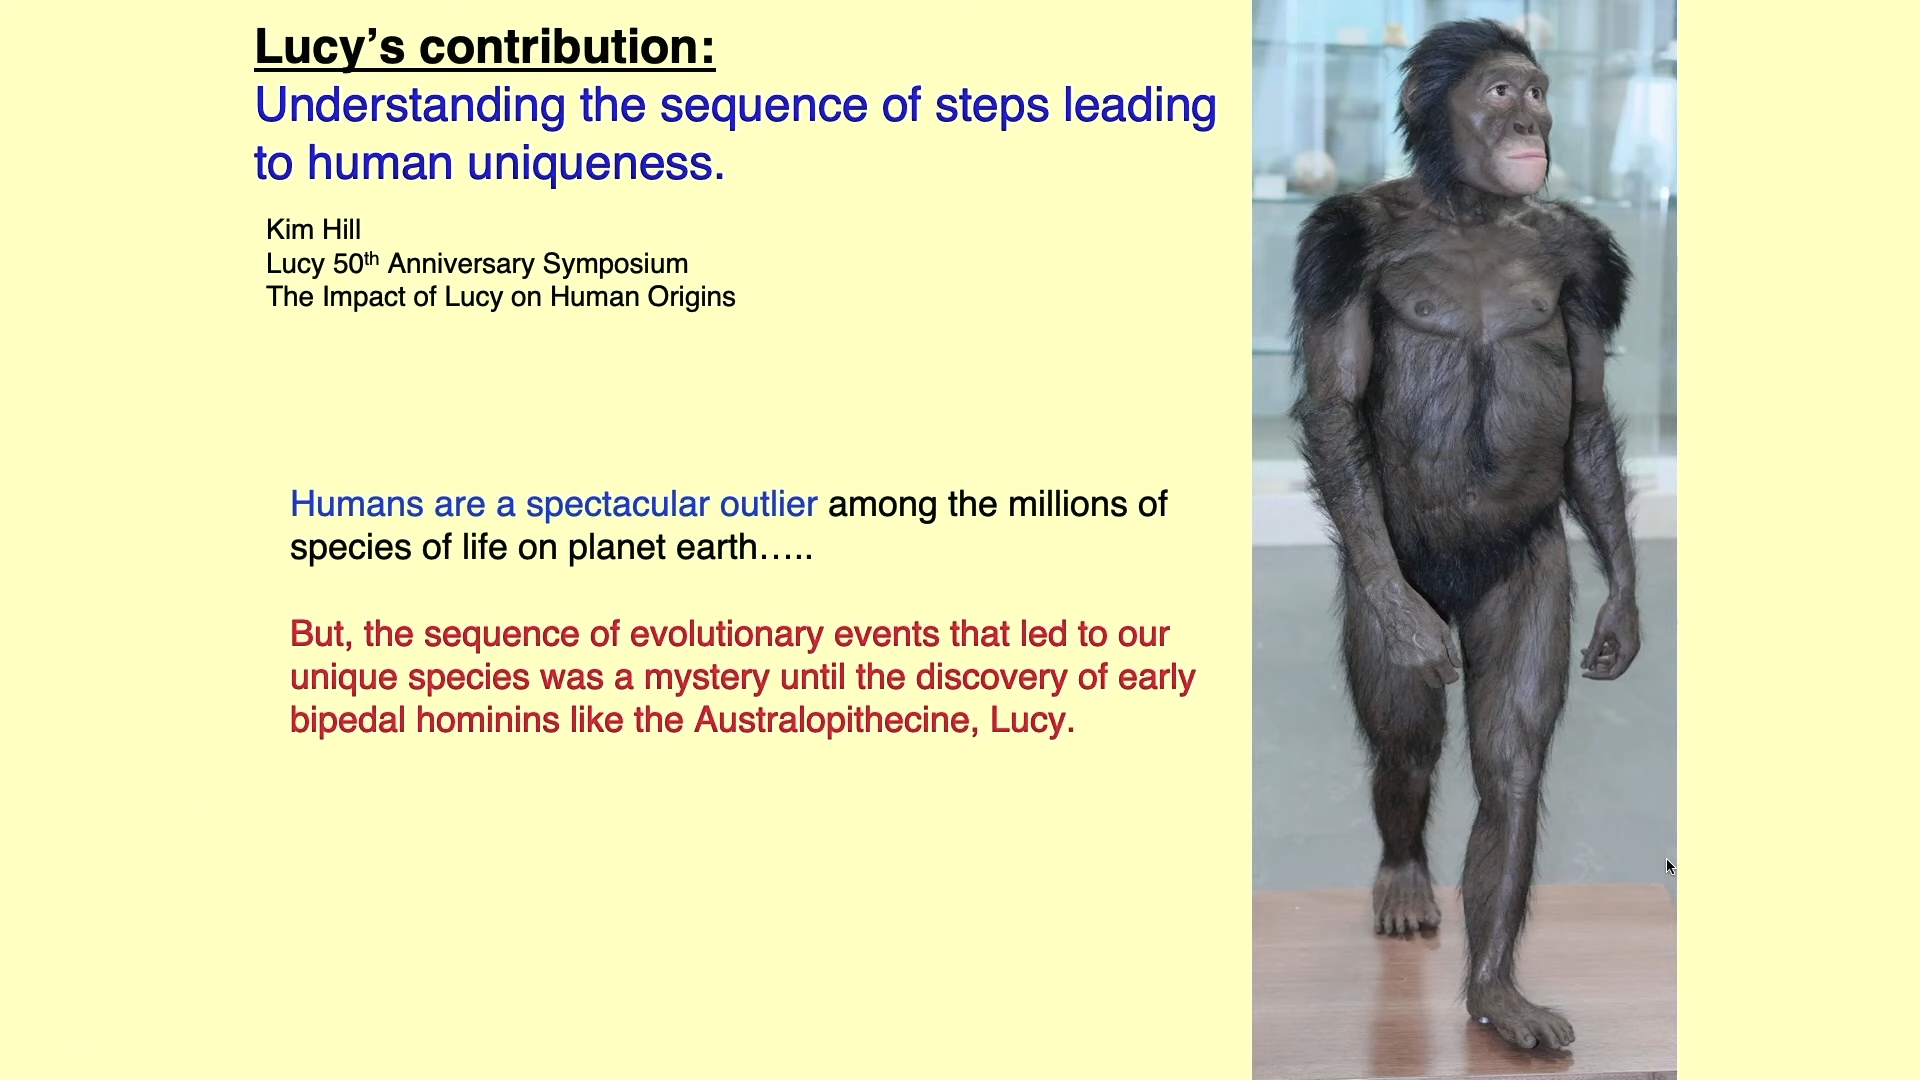 Lucy’s contribution:
Understanding the sequence of steps leading
to human uniqueness.
Kim Hill
Lucy 50th Anniversary Symposium
The Impact of Lucy on Human Origins
Humans are a spectacular outlier among the millions of
species of life on planet earth…..
But, the sequence of evolutionary events that led to our
unique species was a mystery until the discovery of early
bipedal hominins like the Australopithecine, Lucy.